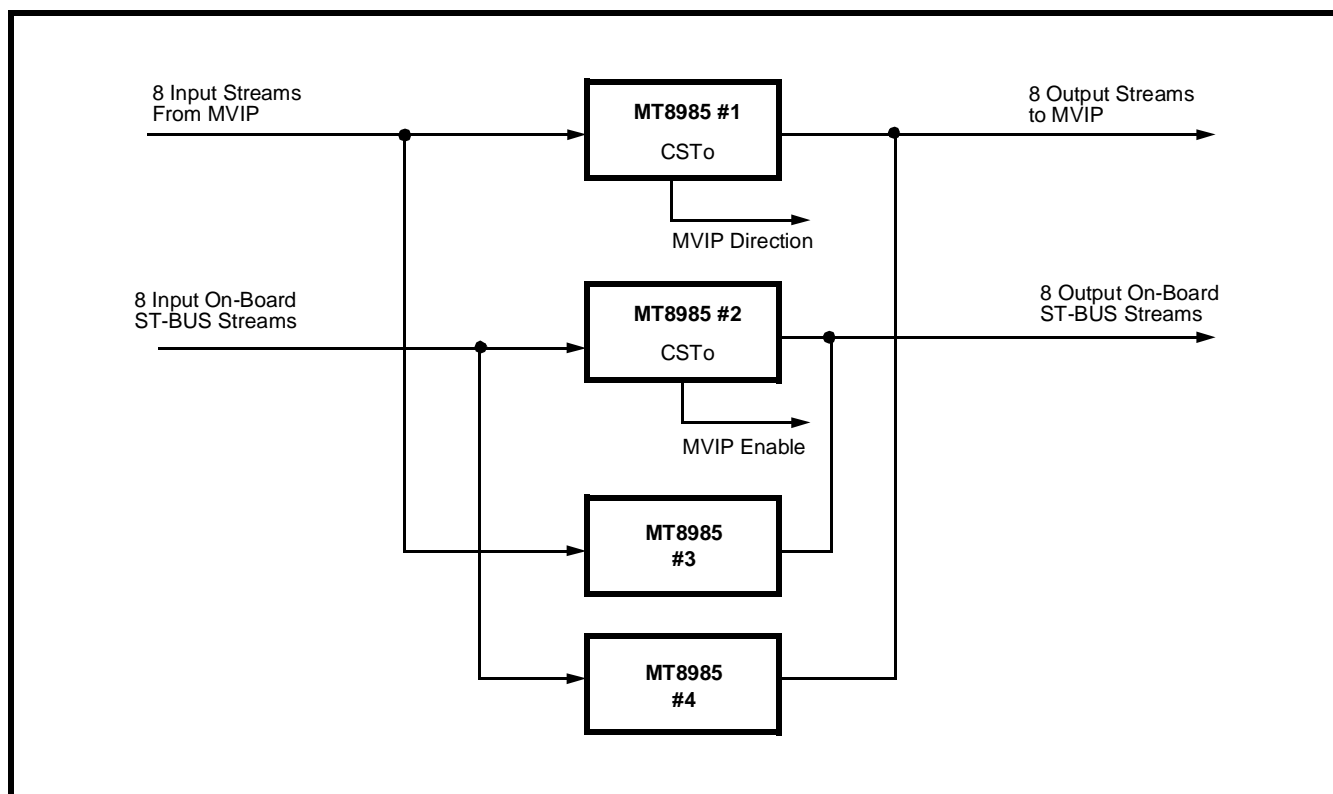 8 Input Streams
From MVIP
MT8985 #1
CSTo
8 Output Streams
to MVIP
MVIP Direction
8 Input On-Board
ST-BUS Streams
MT8985 #2
CSTo
8 Output On-Board
ST-BUS Streams
MVIP Enable
MT8985
#3
MT8985
#4